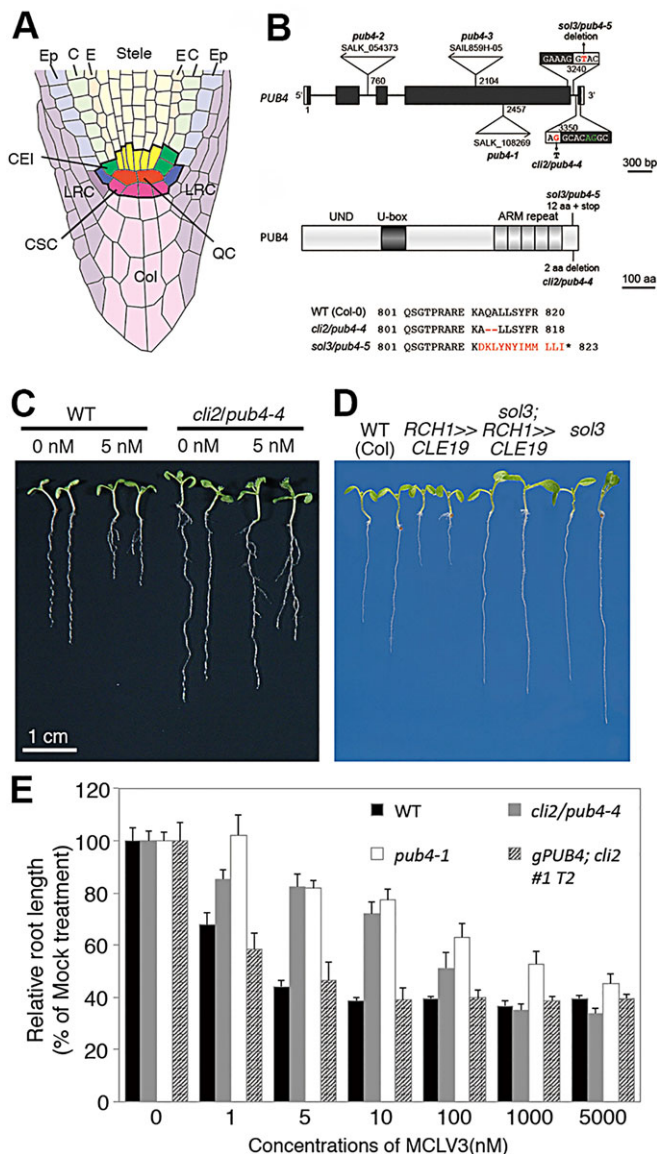 A
Ep
C
E
Stele
E
C
Ep
CEI
LRC
LRC
CSC
QC
Col
B
pub4-2
SALK_054373
pub4-3
SAIL859H-05
sol3/pub4-5
deletion
GAAAG GTAC
3240
760
2104
5'
3'
PUB4
1
2457
3350
AG GCACAGGC
SALK_108269
pub4-1
T
cli2/pub4-4
300 bp
sol3/pub4-5
12 aa + stop
UND
U-box
ARM repeat
PUB4
2 aa deletion
cli2/pub4-4
100 aa
WT (Col-0) 801 QSGTPRARE KAQALLSYFR 820
cli2/pub4-4 801 QSGTPRARE KA--LLSYFR 818
sol3/pub4-5 801 QSGTPRARE KDKLYNYIMM LLI* 823
C
WT
cli2/pub4-4
0 nM
5 nM
0 nM
5 nM
1 cm
D
WT
(Col)
RCH1>>
CLE19
sol3;
RCH1>>
CLE19
sol3
E
Relative root length
(% of Mock treatment)
120
100
80
60
40
20
0
WT
cli2/pub4-4
pub4-1
gPUB4; cli2
#1 T2
0
1
5
10
100
1000
5000
Concentrations of MCLV3(nM)